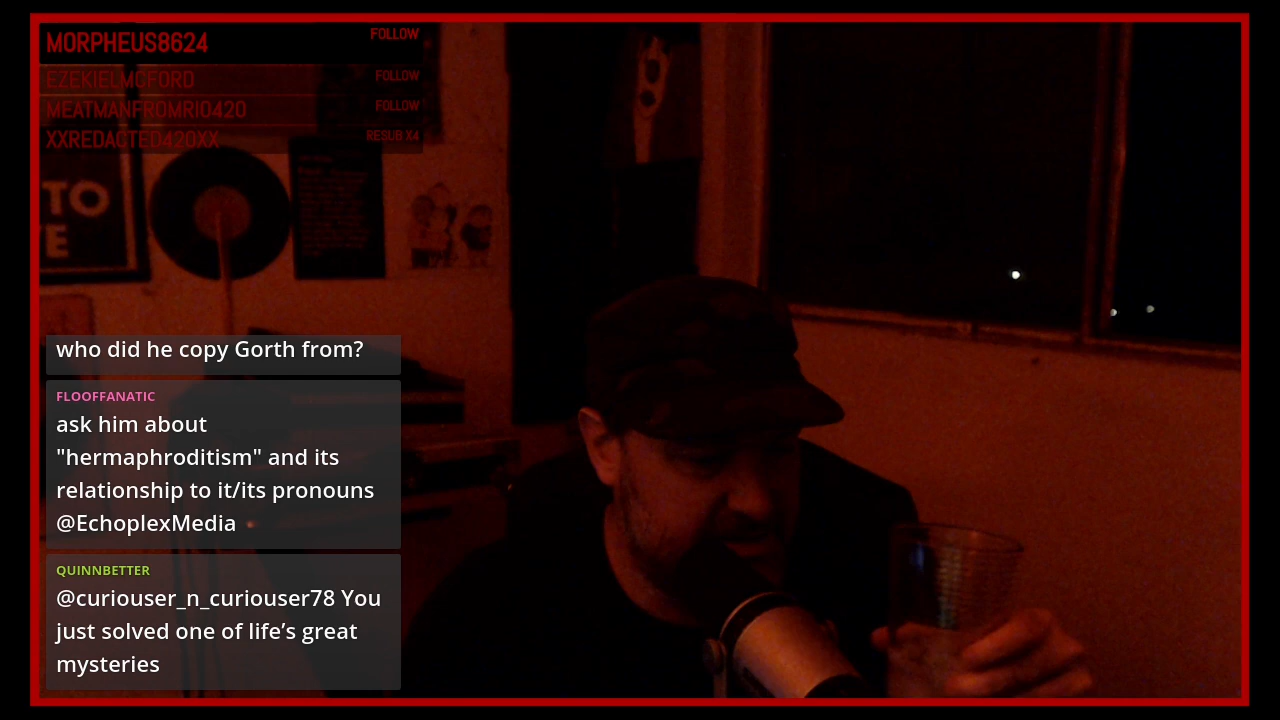 MORPHEUS8624 FOLLOW
EZEKIELMCFORD FOLLOW
MEATMANFROMRIO420 FOLLOW
XXREDACTED420XX RESUB X4
TO
E
who did he copy Gorth from?
FLOOFFANATIC
ask him about
"hermaphroditism" and its
relationship to it/its pronouns
@EchoplexMedia
QUINNBETTER
@curiouser_n_curiouser78 You
just solved one of life’s great
mysteries